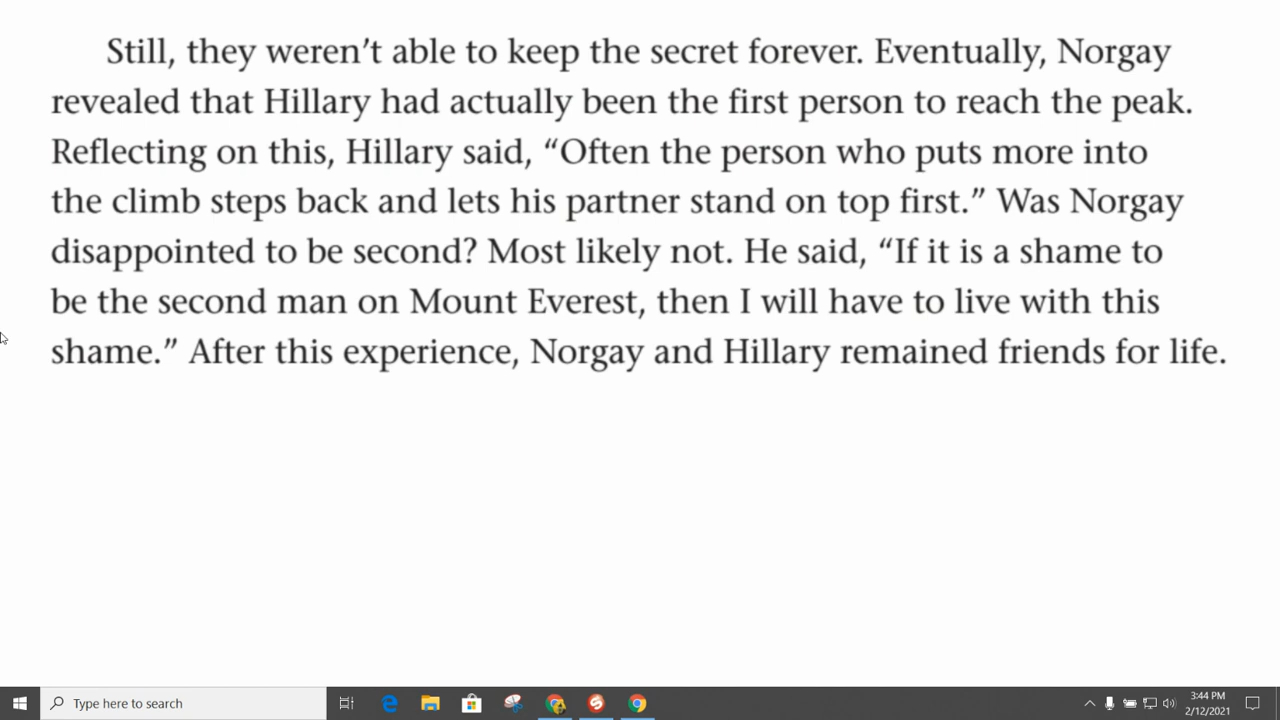 Still, they weren’t able to keep the secret forever. Eventually, Norgay
revealed that Hillary had actually been the first person to reach the peak.
Reflecting on this, Hillary said, “Often the person who puts more into
the climb steps back and lets his partner stand on top first.” Was Norgay
disappointed to be second? Most likely not. He said, “If it is a shame to
be the second man on Mount Everest, then I will have to live with this
shame.” After this experience, Norgay and Hillary remained friends for life.
Type here to search
3:44 PM
2/12/2021